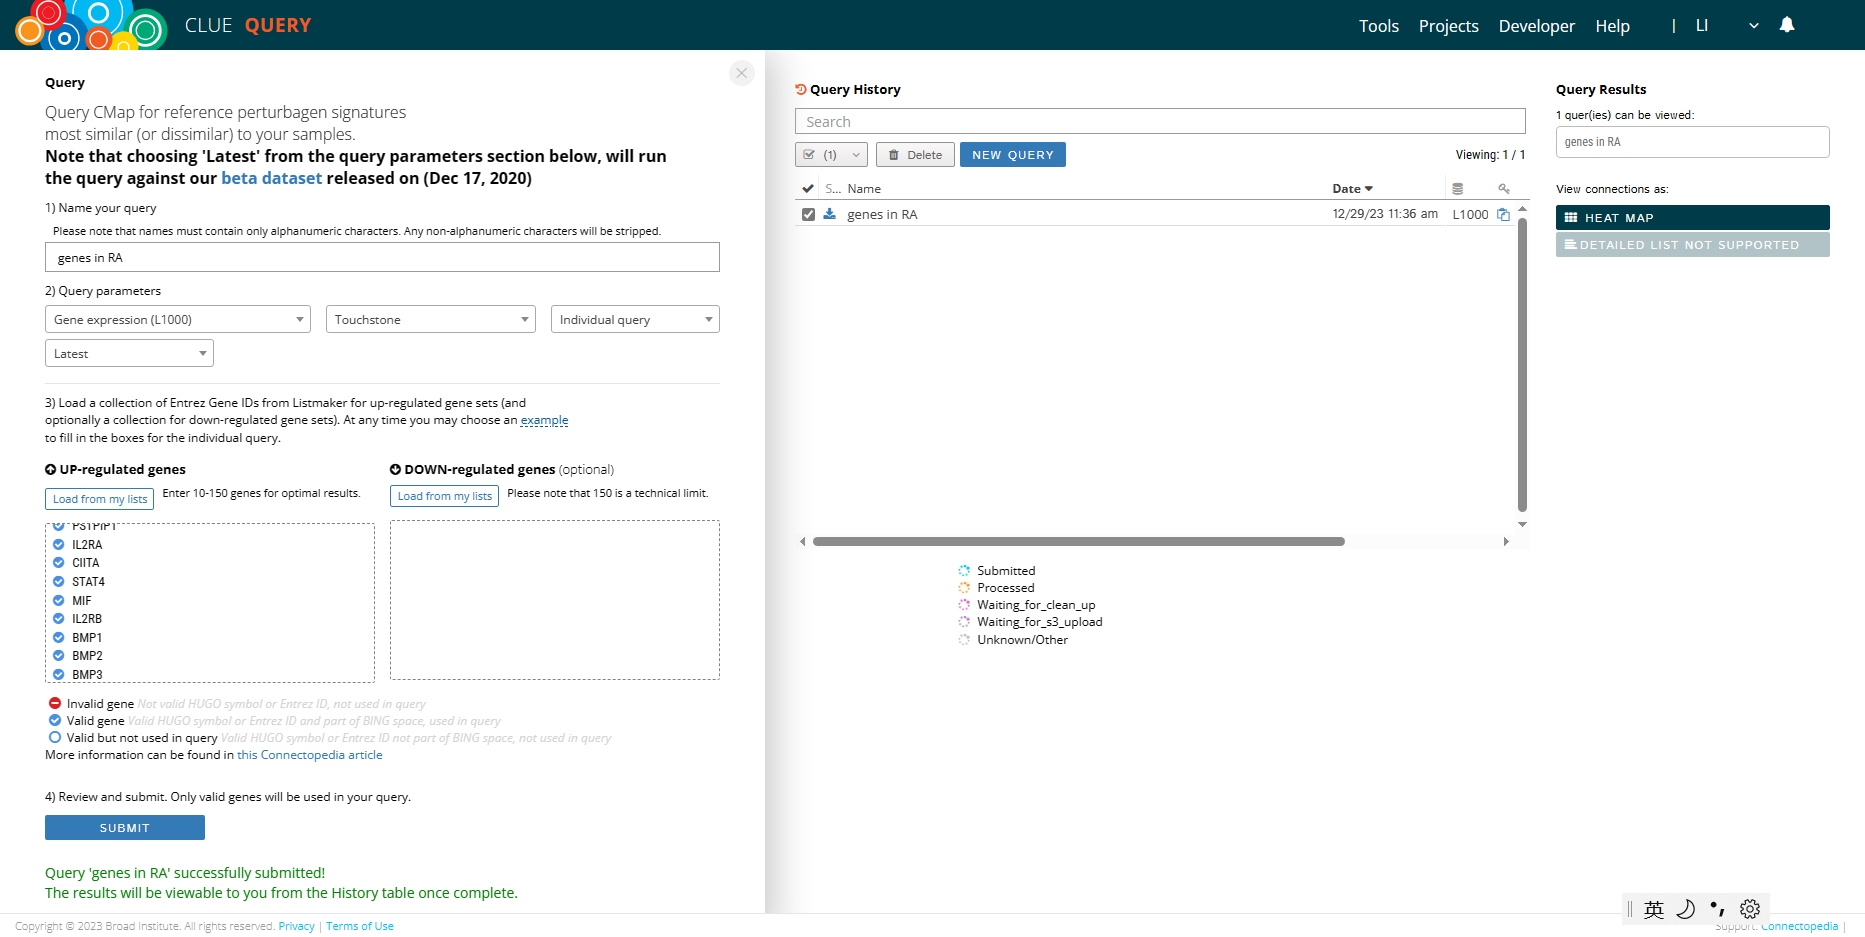 CLUE QUERY
Tools Projects Developer Help | LI
Query
Query CMap for reference perturbagen signatures
most similar (or dissimilar) to your samples.
Note that choosing 'Latest' from the query parameters section below, will run
the query against our beta dataset released on (Dec 17, 2020)
1) Name your query
Please note that names must contain only alphanumeric characters. Any non-alphanumeric characters will be stripped.
genes in RA
2) Query parameters
Gene expression (L1000) Touchstone Individual query
Latest
3) Load a collection of Entrez Gene IDs from Listmaker for up-regulated gene sets (and
optionally a collection for down-regulated gene sets). At any time you may choose an example
to fill in the boxes for the individual query.
UP-regulated genes
Load from my lists Enter 10-150 genes for optimal results.
PSTPIP1
IL2RA
CIITA
STAT4
MIF
IL2RB
BMP1
BMP2
BMP3
DOWN-regulated genes (optional)
Load from my lists Please note that 150 is a technical limit.
Invalid gene Not valid HUGO symbol or Entrez ID, not used in query
Valid gene Valid HUGO symbol or Entrez ID and part of BING space, used in query
Valid but not used in query Valid HUGO symbol or Entrez ID not part of BING space, not used in query
More information can be found in this Connectopedia article
4) Review and submit. Only valid genes will be used in your query.
SUBMIT
Query 'genes in RA' successfully submitted!
The results will be viewable to you from the History table once complete.
Query History
Search
(1) Delete NEW QUERY Viewing: 1 / 1
S... Name Date
genes in RA 12/29/23 11:36 am L1000
Submitted
Processed
Waiting_for_clean_up
Waiting_for_s3_upload
Unknown/Other
Query Results
1 quer(ies) can be viewed:
genes in RA
View connections as:
HEAT MAP
DETAILED LIST NOT SUPPORTED
英
Copyright © 2023 Broad Institute. All rights reserved. Privacy | Terms of Use
Support: Connectopedia |